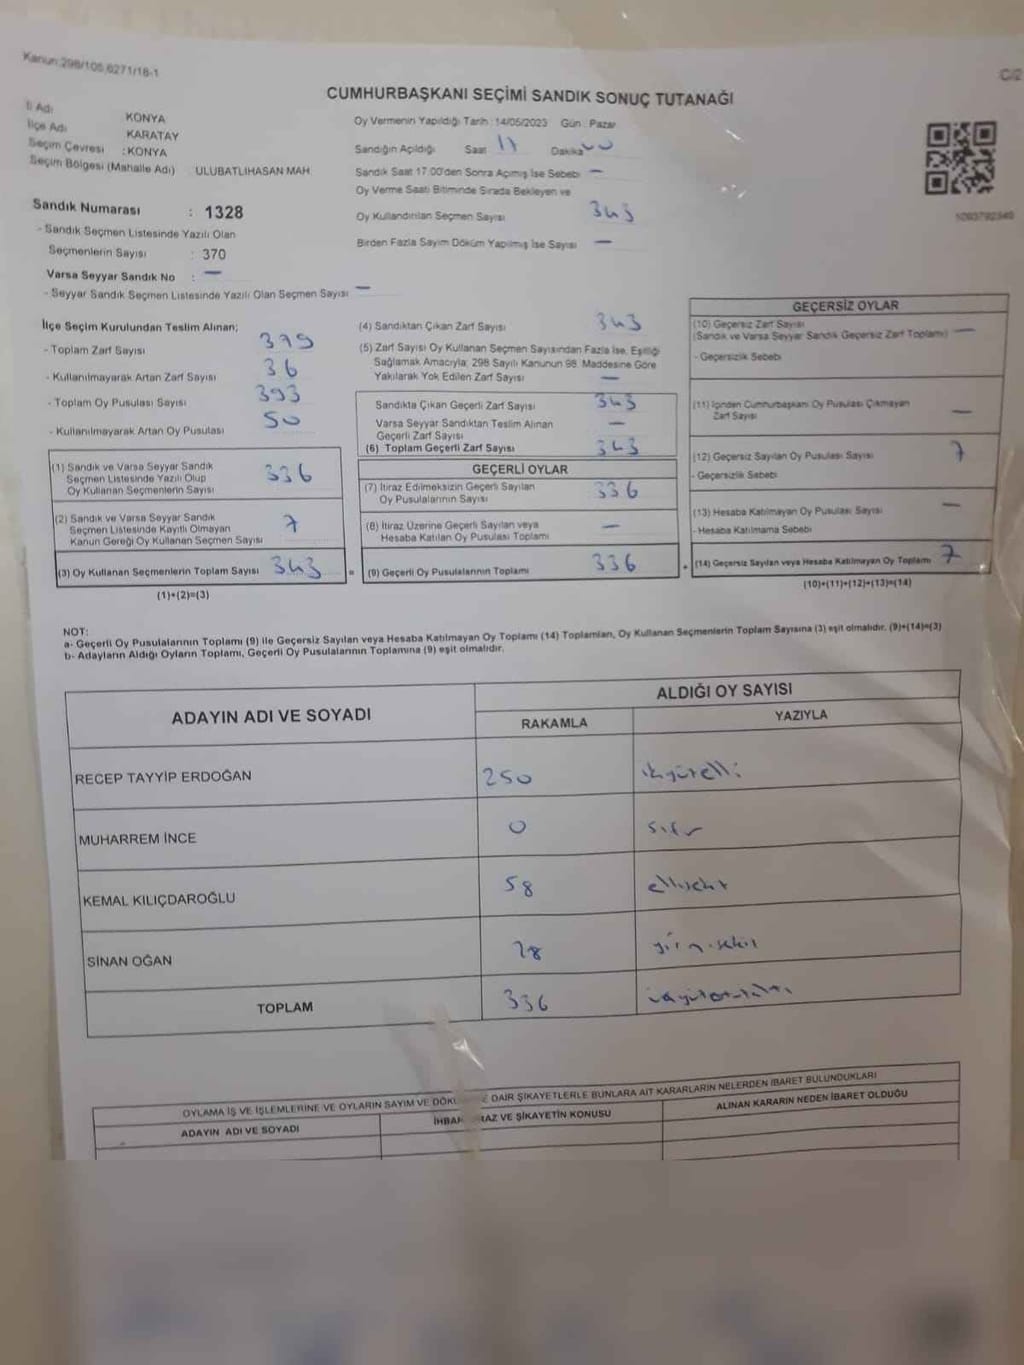 Kanun:298/105,6271/18-1
C/2
CUMHURBAŞKANI SEÇİMİ SANDIK SONUÇ TUTANAĞI
İl Adı KONYA
İlçe Adı KARATAY
Seçim Çevresi : KONYA
Seçim Bölgesi (Mahalle Adı) ULUBATLIHASAN MAH.
Sandık Numarası : 1328
- Sandık Seçmen Listesinde Yazılı Olan
Seçmenlerin Sayısı : 370
Varsa Seyyar Sandık No : —
- Seyyar Sandık Seçmen Listesinde Yazılı Olan Seçmen Sayısı —
Oy Vermenin Yapıldığı Tarih : 14/05/2023 Gün : Pazar
Sandığın Açıldığı Saat Dakika
Sandık Saat 17.00'den Sonra Açımış İse Sebebi —
Oy Verme Saati Bitiminde Sırada Bekleyen ve
Oy Kullandırılan Seçmen Sayısı 343
Birden Fazla Sayım Döküm Yapılmış İse Sayısı —
İlçe Seçim Kurulundan Teslim Alınan;
- Toplam Zarf Sayısı 379
- Kullanılmayarak Artan Zarf Sayısı 36
- Toplam Oy Pusulası Sayısı 393
- Kullanılmayarak Artan Oy Pusulası 50
(1) Sandık ve Varsa Seyyar Sandık
Seçmen Listesinde Yazılı Olup
Oy Kullanan Seçmenlerin Sayısı 336
(2) Sandık ve Varsa Seyyar Sandık
Seçmen Listesinde Kayıtlı Olmayan
Kanun Gereği Oy Kullanan Seçmen Sayısı 7
(3) Oy Kullanan Seçmenlerin Toplam Sayısı 343
(1)+(2)=(3)
(4) Sandıktan Çıkan Zarf Sayısı 343
(5) Zarf Sayısı Oy Kullanan Seçmen Sayısından Fazla İse, Eşitliği
Sağlamak Amacıyla, 298 Sayılı Kanunun 98. Maddesine Göre
Yakılarak Yok Edilen Zarf Sayısı —
Sandıkta Çıkan Geçerli Zarf Sayısı 343
Varsa Seyyar Sandıktan Teslim Alınan
Geçerli Zarf Sayısı —
(6) Toplam Geçerli Zarf Sayısı 343
GEÇERLİ OYLAR
(7) İtiraz Edilmeksizin Geçerli Sayılan
Oy Pusulalarının Sayısı 336
(8) İtiraz Üzerine Geçerli Sayılan veya
Hesaba Katılan Oy Pusulası Toplamı —
= (9) Geçerli Oy Pusulalarının Toplamı 336
GEÇERSİZ OYLAR
(10) Geçersiz Zarf Sayısı
(Sandık ve Varsa Seyyar Sandık Geçersiz Zarf Toplamı) —
- Geçersizlik Sebebi
(11) İçinden Cumhurbaşkanı Oy Pusulası Çıkmayan
Zarf Sayısı —
(12) Geçersiz Sayılan Oy Pusulası Sayısı 7
- Geçersizlik Sebebi
(13) Hesaba Katılmayan Oy Pusulası Sayısı —
- Hesaba Katılmama Sebebi
+ (14) Geçersiz Sayılan veya Hesaba Katılmayan Oy Toplamı 7
(10)+(11)+(12)+(13)=(14)
NOT:
a- Geçerli Oy Pusulalarının Toplamı (9) ile Geçersiz Sayılan veya Hesaba Katılmayan Oy Toplamı (14) Toplamları, Oy Kullanan Seçmenlerin Toplam Sayısına (3) eşit olmalıdır. (9)+(14)=(3)
b- Adayların Aldığı Oyların Toplamı, Geçerli Oy Pusulalarının Toplamına (9) eşit olmalıdır.
ADAYIN ADI VE SOYADI ALDIĞI OY SAYISI
RAKAMLA YAZIYLA
RECEP TAYYİP ERDOĞAN 250 ikiyüzelli
MUHARREM İNCE 0 sıfır
KEMAL KILIÇDAROĞLU 58 ellisekiz
SİNAN OĞAN 28 yirmisekiz
TOPLAM 336 üçyüzotuzaltı
OYLAMA İŞ VE İŞLEMLERİNE VE OYLARIN SAYIM VE DAİR ŞİKAYETLERLE BUNLARA AİT KARARLARIN NELERDEN İBARET BULUNDUKLARI
ADAYIN ADI VE SOYADI VE ŞİKAYETİN KONUSU ALINAN KARARIN NEDEN İBARET OLDUĞU